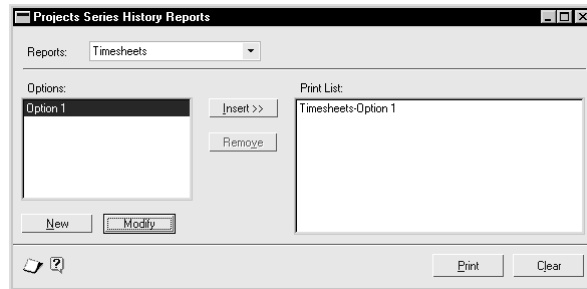 Projects Series History Reports
Reports: Timesheets
Options:
Option 1
Insert >>
Remove
New
Modify
Print List:
Timesheets-Option 1
Print
Clear